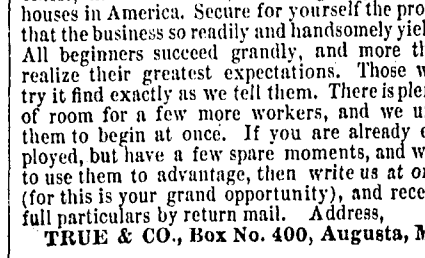 houses in America. Secure for yourself the pro
that the business so readily and handsomely yiel
All beginners succeed grandly, and more th
realize their greatest expectations. Those w
try it find exactly as we tell them. There is ple
of room for a few more workers, and we u
them to begin at once. If you are already e
ployed, but have a few spare moments, and w
to use them to advantage, then write us at o
(for this is your grand opportunity), and rece
full particulars by return mail. Address,
TRUE & CO., Box No. 400, Augusta, M